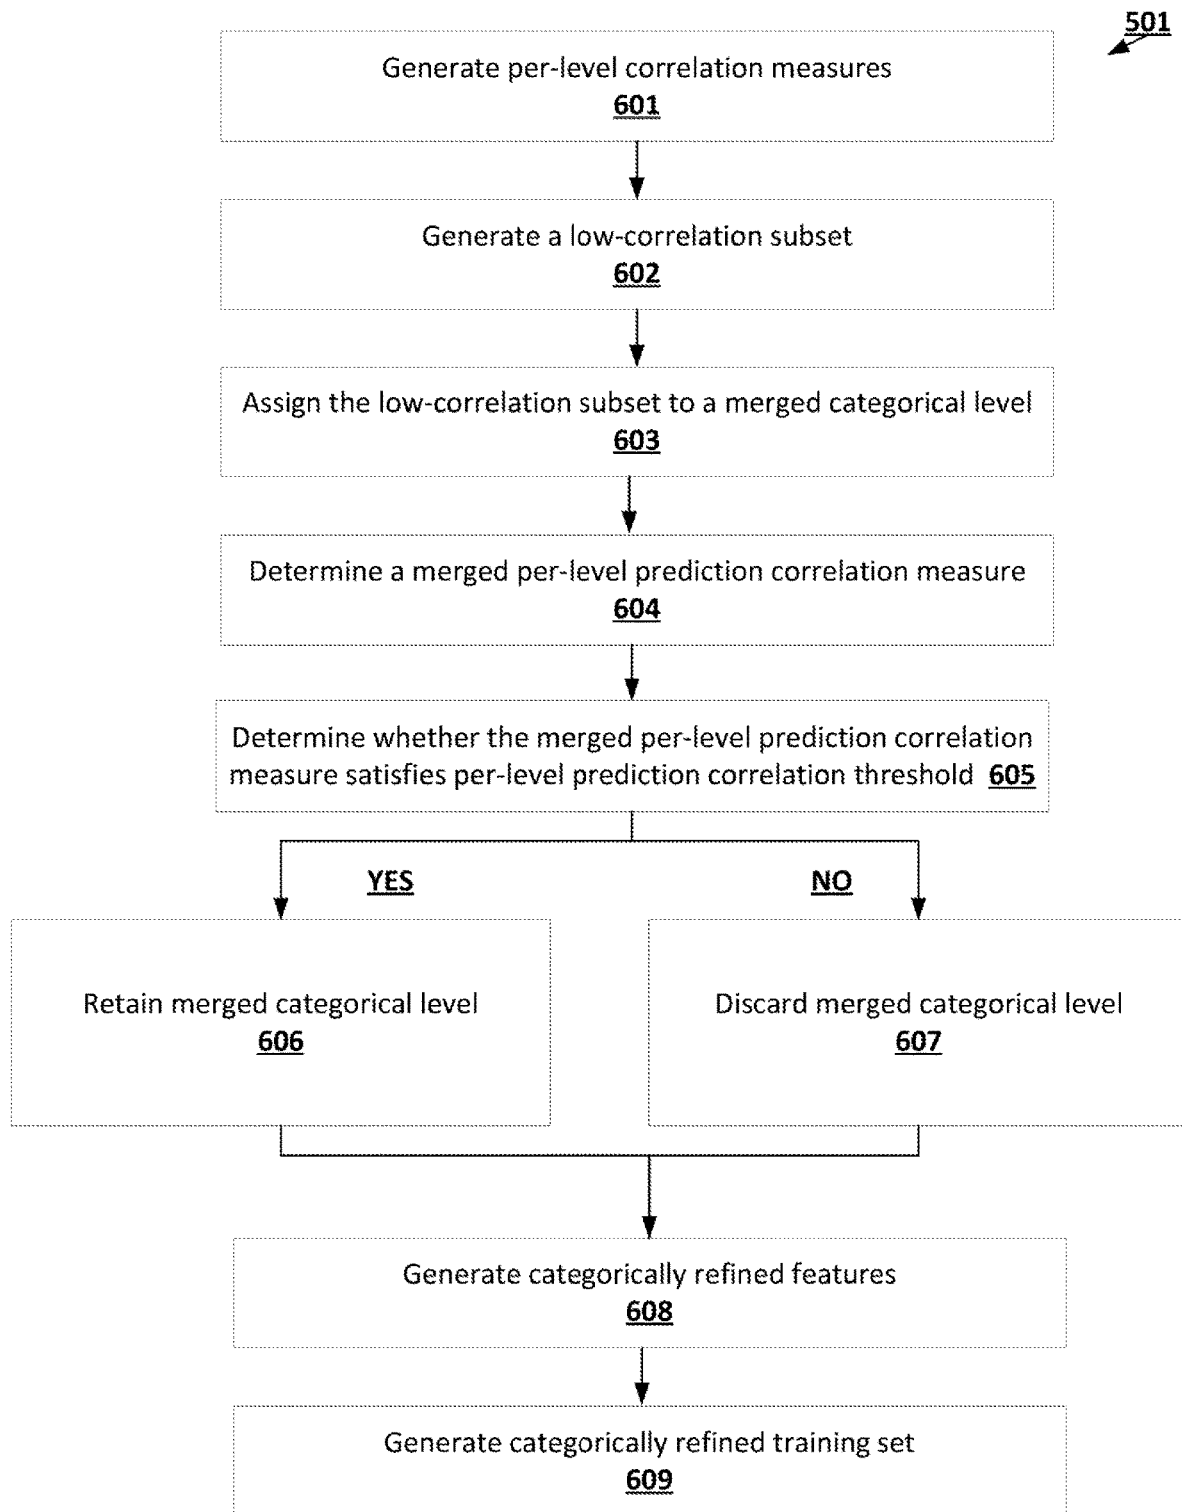 501
Generate per-level correlation measures
601
Generate a low-correlation subset
602
Assign the low-correlation subset to a merged categorical level
603
Determine a merged per-level prediction correlation measure
604
Determine whether the merged per-level prediction correlation
measure satisfies per-level prediction correlation threshold 605
YES
NO
Retain merged categorical level
606
Discard merged categorical level
607
Generate categorically refined features
608
Generate categorically refined training set
609